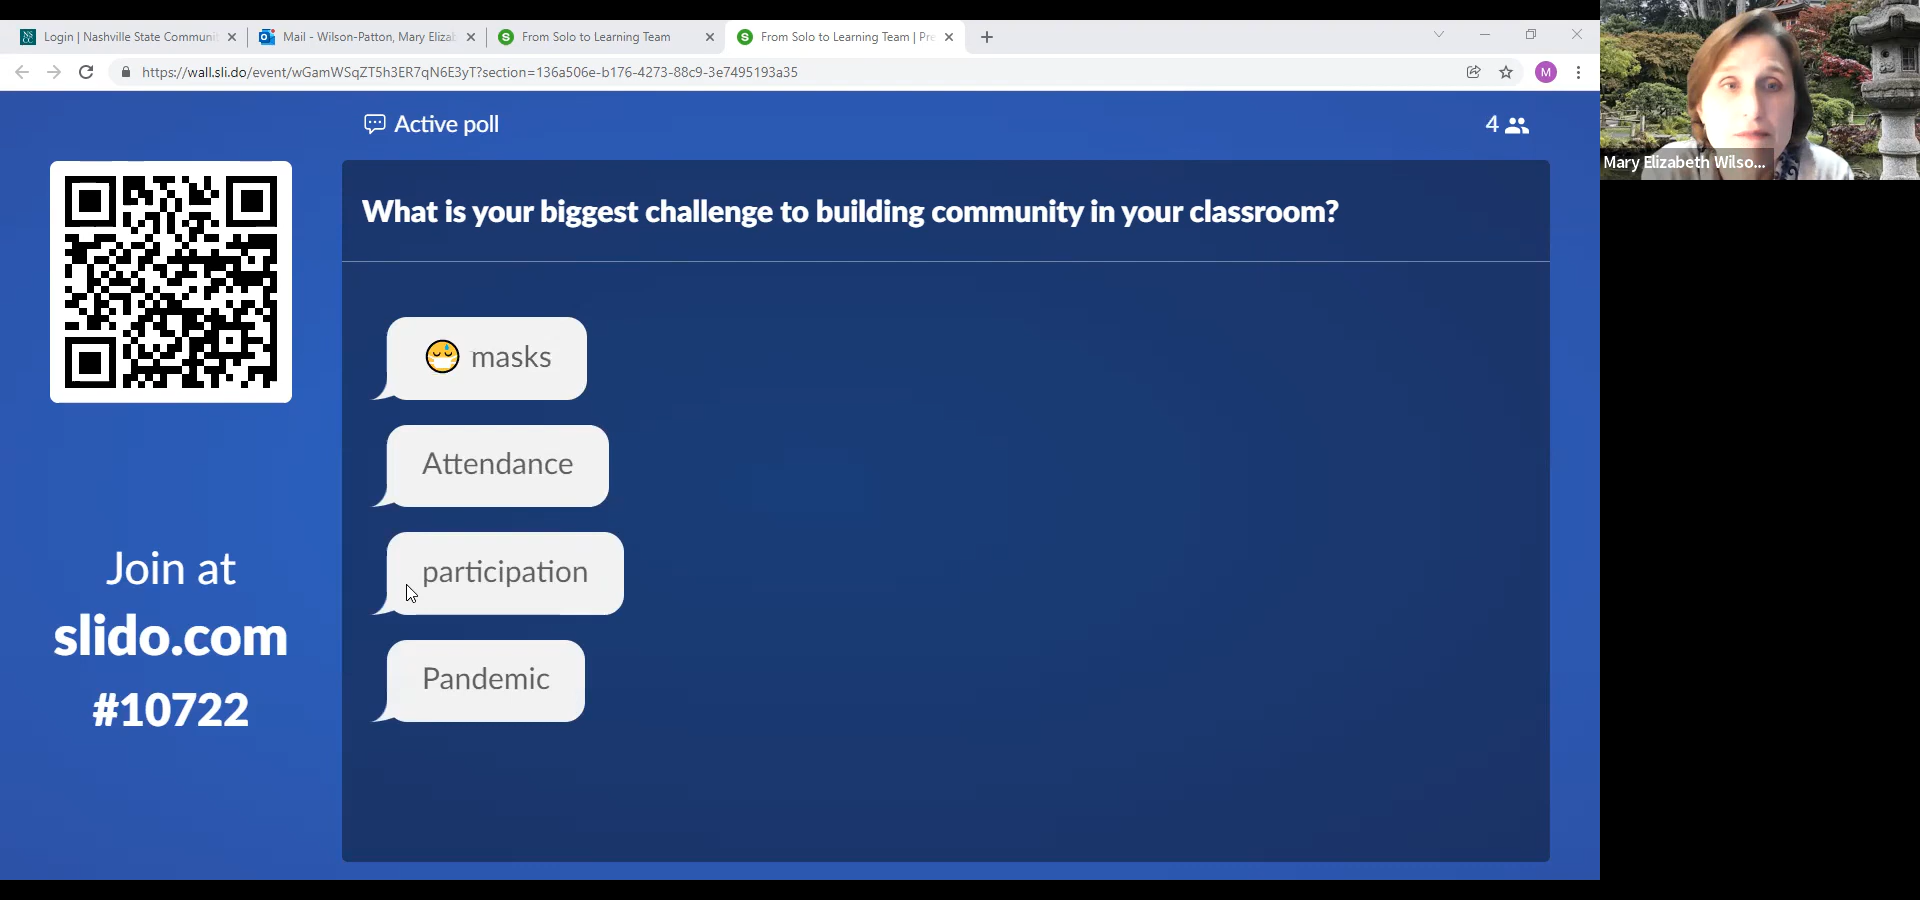 Login | Nashville State Communi
Mail - Wilson-Patton, Mary Elizab
From Solo to Learning Team
From Solo to Learning Team | Pre
https://wall.sli.do/event/wGamWSqZT5h3ER7qN6E3yT?section=136a506e-b176-4273-88c9-3e7495193a35
M
Active poll
4
What is your biggest challenge to building community in your classroom?
😷 masks
Attendance
participation
Pandemic
Join at
slido.com
#10722
Mary Elizabeth Wilso...